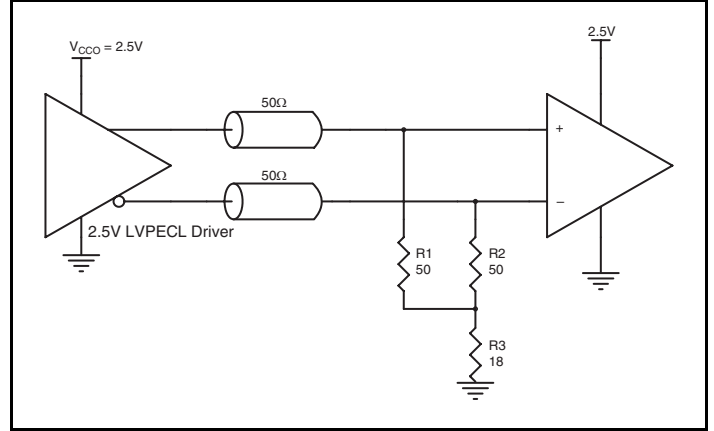 V_CCO = 2.5V
2.5V
50Ω
50Ω
+
–
2.5V LVPECL Driver
R1
50
R2
50
R3
18